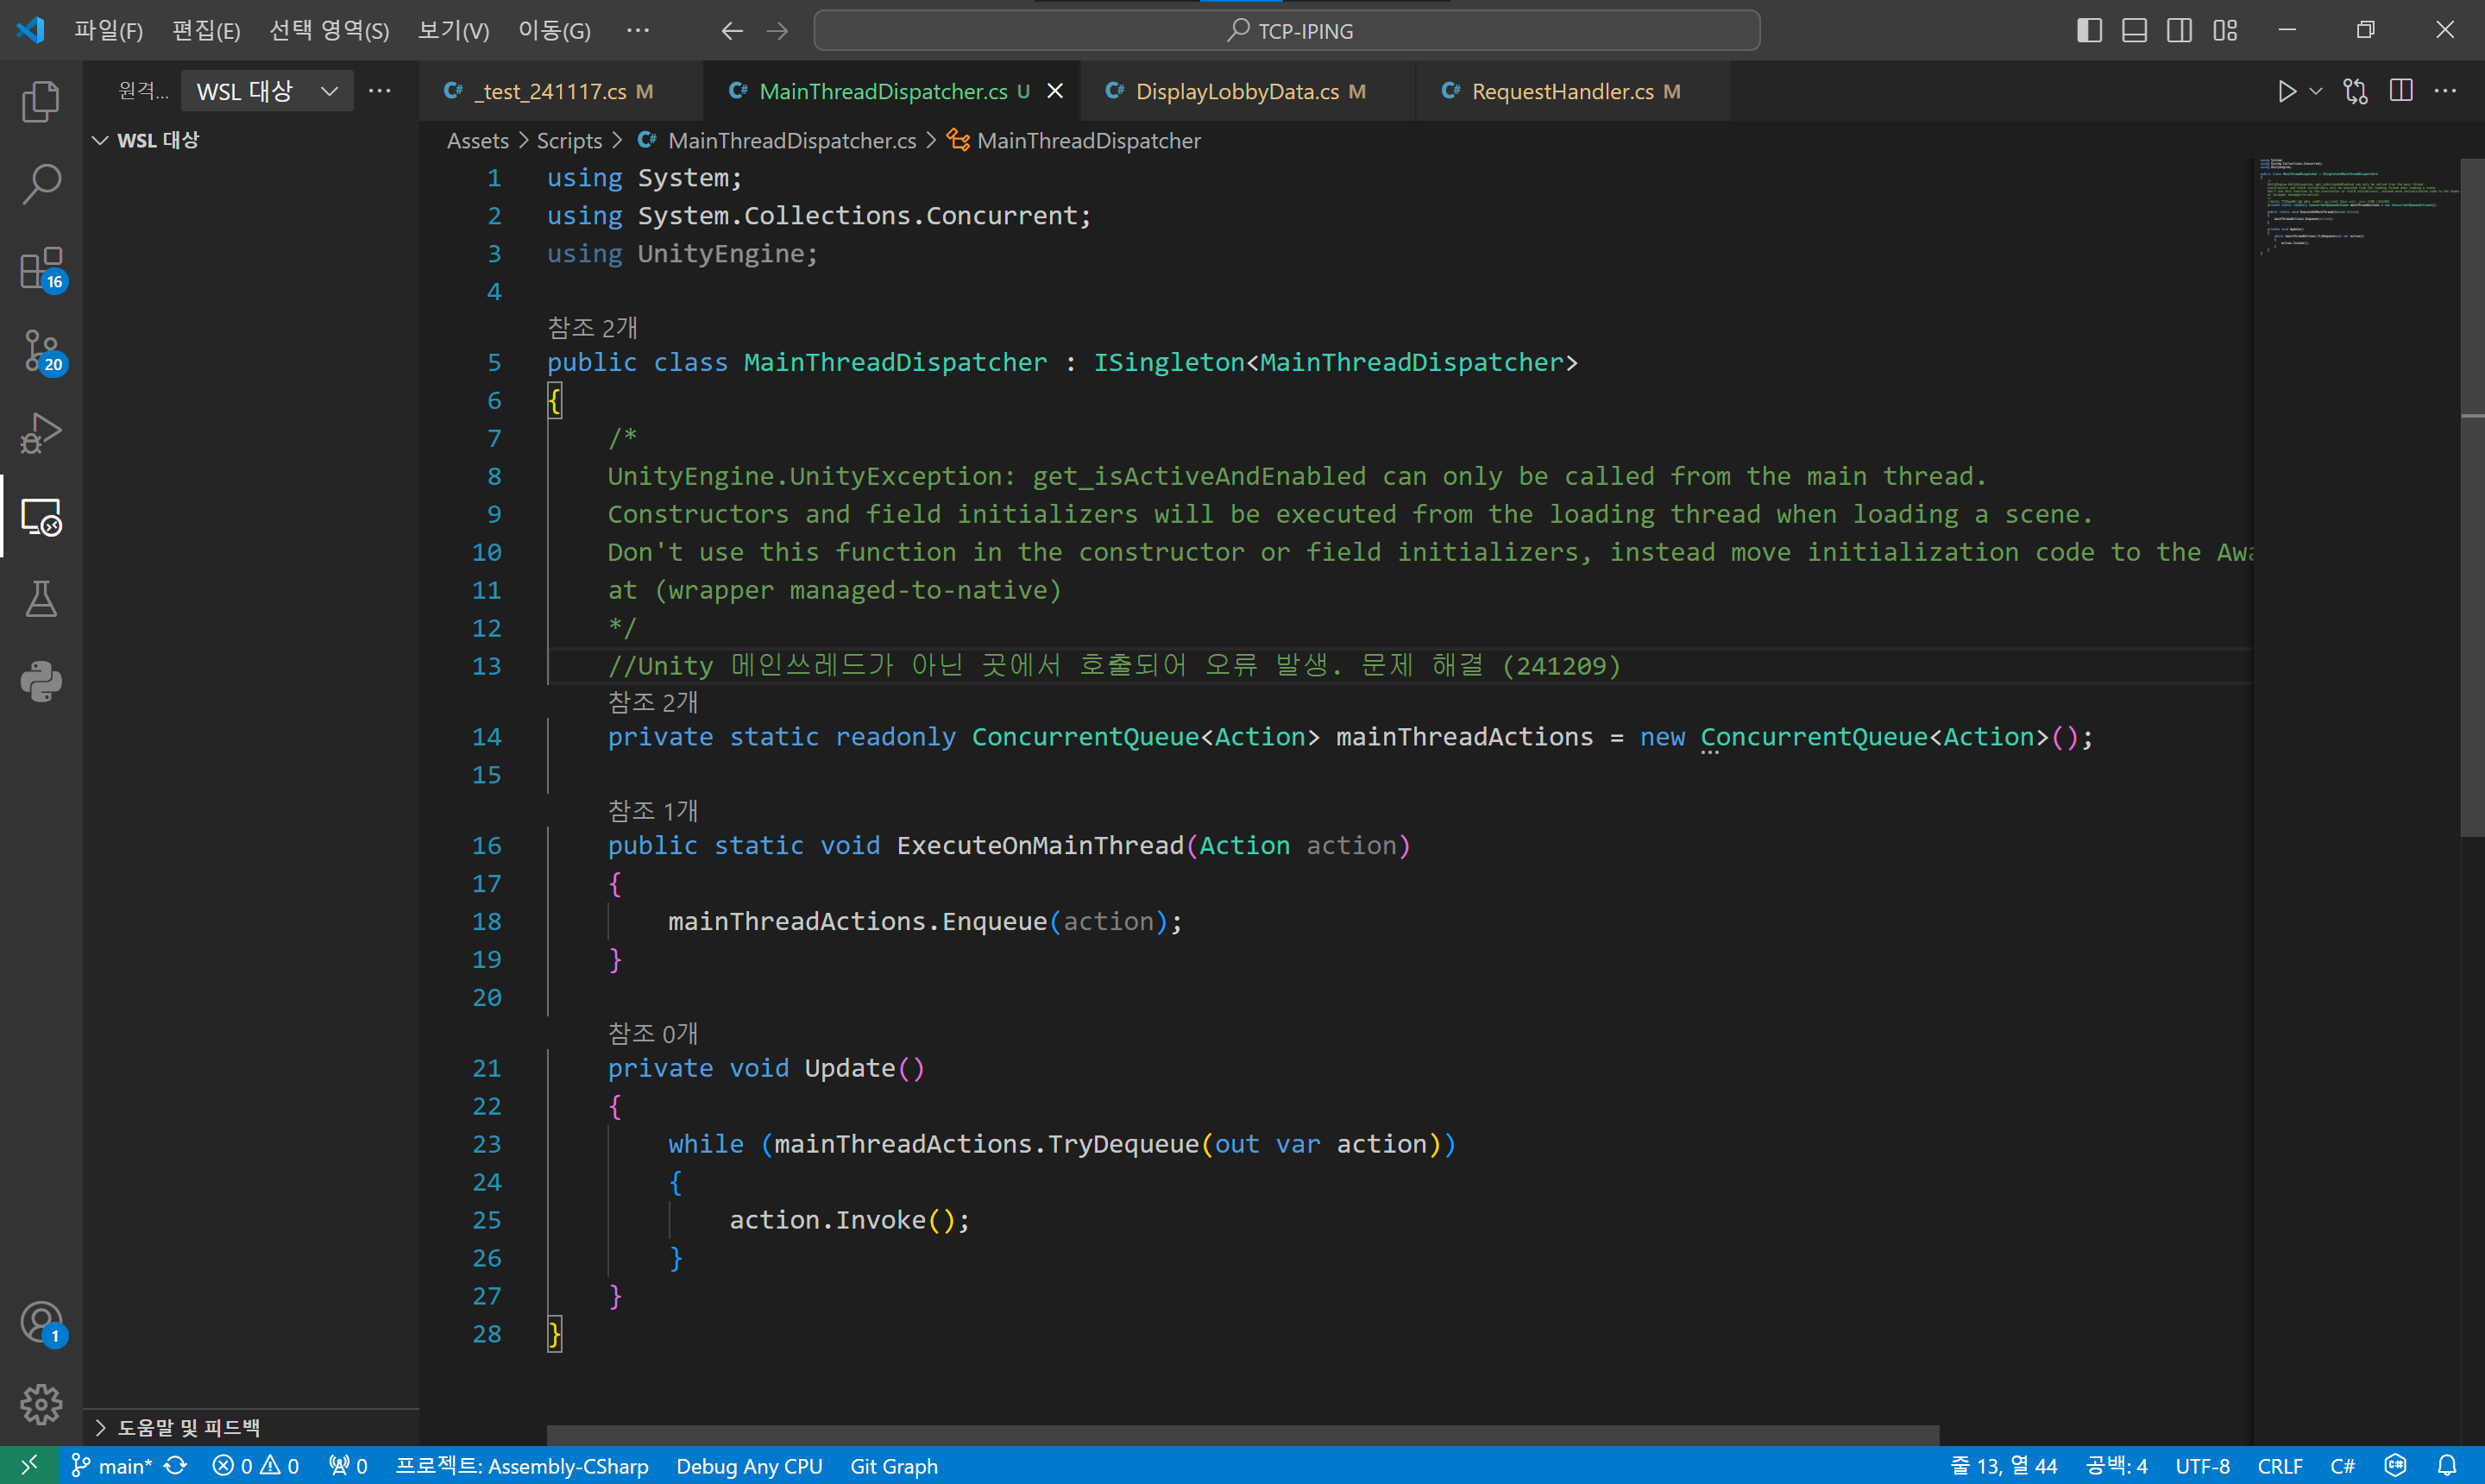 파일(F) 편집(E) 선택 영역(S) 보기(V) 이동(G) ··· TCP-IPING
원격... WSL 대상 ···
_test_241117.cs M MainThreadDispatcher.cs U DisplayLobbyData.cs M RequestHandler.cs M
WSL 대상
Assets > Scripts > MainThreadDispatcher.cs > MainThreadDispatcher
1 using System;
2 using System.Collections.Concurrent;
3 using UnityEngine;
4
참조 2개
5 public class MainThreadDispatcher : ISingleton<MainThreadDispatcher>
6 {
7 /*
8 UnityEngine.UnityException: get_isActiveAndEnabled can only be called from the main thread.
9 Constructors and field initializers will be executed from the loading thread when loading a scene.
10 Don't use this function in the constructor or field initializers, instead move initialization code to the Awa
11 at (wrapper managed-to-native)
12 */
13 //Unity 메인쓰레드가 아닌 곳에서 호출되어 오류 발생. 문제 해결 (241209)
참조 2개
14 private static readonly ConcurrentQueue<Action> mainThreadActions = new ConcurrentQueue<Action>();
15
참조 1개
16 public static void ExecuteOnMainThread(Action action)
17 {
18 mainThreadActions.Enqueue(action);
19 }
20
참조 0개
21 private void Update()
22 {
23 while (mainThreadActions.TryDequeue(out var action))
24 {
25 action.Invoke();
26 }
27 }
28 }
16
20
1
도움말 및 피드백
main* 0 0 0 프로젝트: Assembly-CSharp Debug Any CPU Git Graph 줄 13, 열 44 공백: 4 UTF-8 CRLF C#